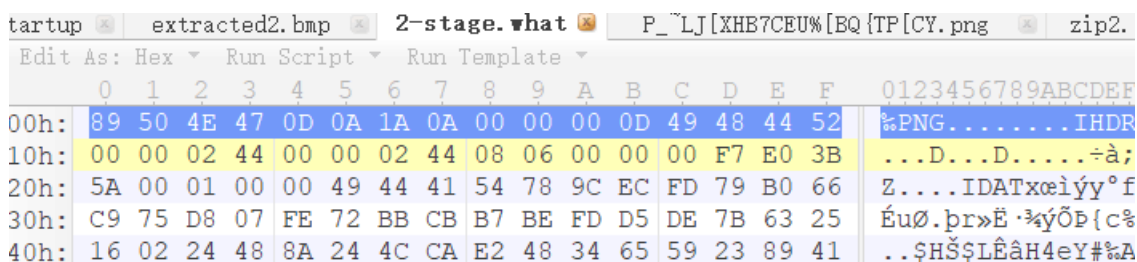 tartup extracted2.bmp 2-stage.what P_~LJ[XHB7CEU%[BQ{TP[CY.png zip2.
Edit As: Hex Run Script Run Template
0 1 2 3 4 5 6 7 8 9 A B C D E F 0123456789ABCDEF
00h: 89 50 4E 47 0D 0A 1A 0A 00 00 00 0D 49 48 44 52 ‰PNG........IHDR
10h: 00 00 02 44 00 00 02 44 08 06 00 00 00 F7 E0 3B ...D...D.....÷à;
20h: 5A 00 01 00 00 49 44 41 54 78 9C EC FD 79 B0 66 Z....IDATxœìýy°f
30h: C9 75 D8 07 FE 72 BB CB B7 BE FD D5 DE 7B 63 25 ÉuØ.þr»Ë·¾ýÕÞ{c%
40h: 16 02 24 48 8A 24 4C CA E2 48 34 65 59 23 89 41 ..$HŠ$LÊâH4eY#‰A